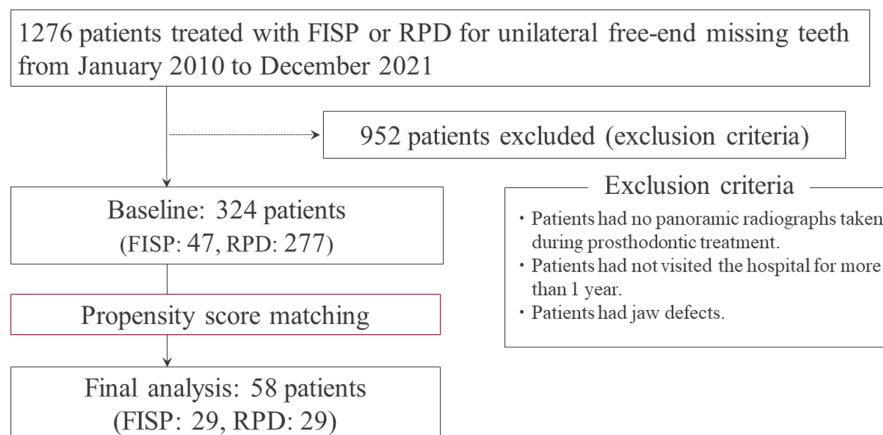 1276 patients treated with FISP or RPD for unilateral free-end missing teeth
from January 2010 to December 2021
952 patients excluded (exclusion criteria)
Baseline: 324 patients
(FISP: 47, RPD: 277)
Exclusion criteria
・Patients had no panoramic radiographs taken
during prosthodontic treatment.
・Patients had not visited the hospital for more
than 1 year.
・Patients had jaw defects.
Propensity score matching
Final analysis: 58 patients
(FISP: 29, RPD: 29)